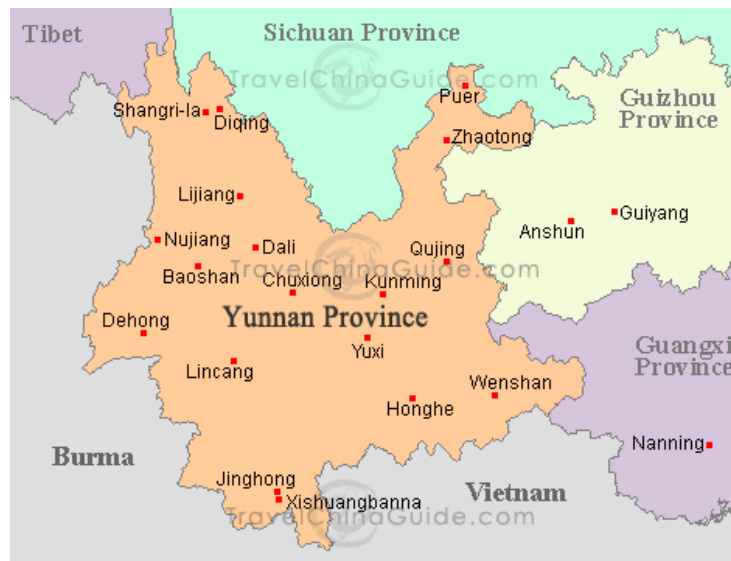 Tibet
Sichuan Province
TravelChinaGuide.com
Puer
Shangri-la
Diqing
Guizhou
Province
Zhaotong
Lijiang
Guiyang
Anshun
Nujiang
Dali
Qujing
TravelChinaGuide.com
Baoshan
Chuxiong
Kunming
Dehong
Yunnan Province
Yuxi
Guangxi
Province
Lincang
Wenshan
Honghe
Nanning
Burma
Jinghong
Vietnam
Xishuangbanna
TravelChinaGuide.com